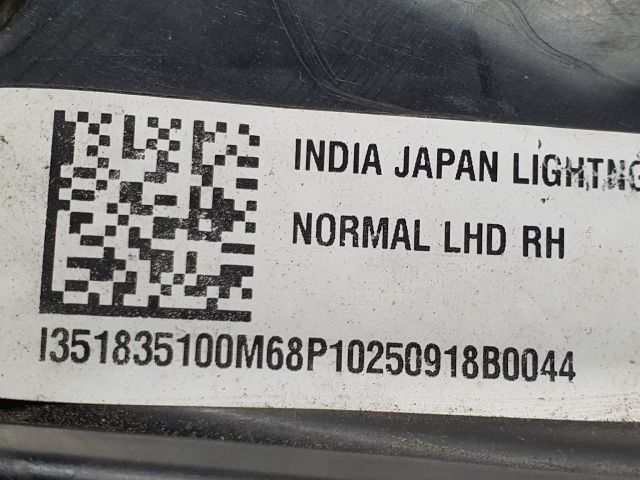 INDIA JAPAN LIGHTNG
NORMAL LHD RH
I351835100M68P10250918B0044